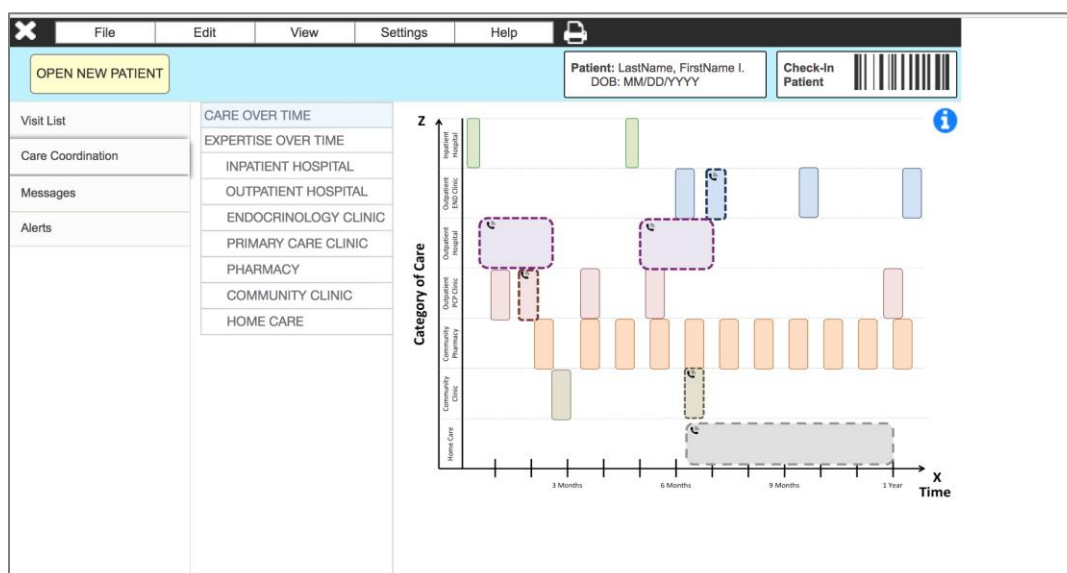 File Edit View Settings Help
OPEN NEW PATIENT
Patient: LastName, FirstName I.
DOB: MM/DD/YYYY
Check-In
Patient
Visit List
Care Coordination
Messages
Alerts
CARE OVER TIME
EXPERTISE OVER TIME
INPATIENT HOSPITAL
OUTPATIENT HOSPITAL
ENDOCRINOLOGY CLINIC
PRIMARY CARE CLINIC
PHARMACY
COMMUNITY CLINIC
HOME CARE
Z
i
Category of Care
Inpatient
Hospital
Outpatient
END Clinic
Outpatient
Hospital
Outpatient
PCP Clinic
Community
Pharmacy
Community
Clinic
Home Care
3 Months 6 Months 9 Months 1 Year
X
Time